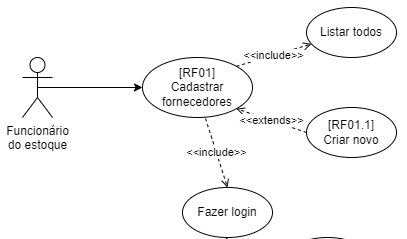 Listar todos
<<include>>
[RF01]
Cadastrar
fornecedores
<<extends>>
[RF01.1]
Criar novo
Funcionário
do estoque
<<include>>
Fazer login